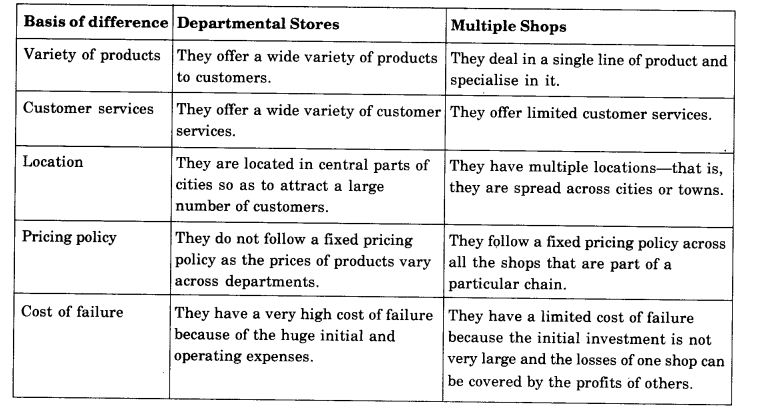 Basis of difference Departmental Stores Multiple Shops
Variety of products
They offer a wide variety of products
to customers.
They deal in a single line of product and
specialise in it.
Customer services
They offer a wide variety of customer
services.
They offer limited customer services.
Location
They are located in central parts of
cities so as to attract a large
number of customers.
They have multiple locations—that is,
they are spread across cities or towns.
Pricing policy
They do not follow a fixed pricing
policy as the prices of products vary
across departments.
They follow a fixed pricing policy across
all the shops that are part of a
particular chain.
Cost of failure
They have a very high cost of failure
because of the huge initial and
operating expenses.
They have a limited cost of failure
because the initial investment is not
very large and the losses of one shop can
be covered by the profits of others.